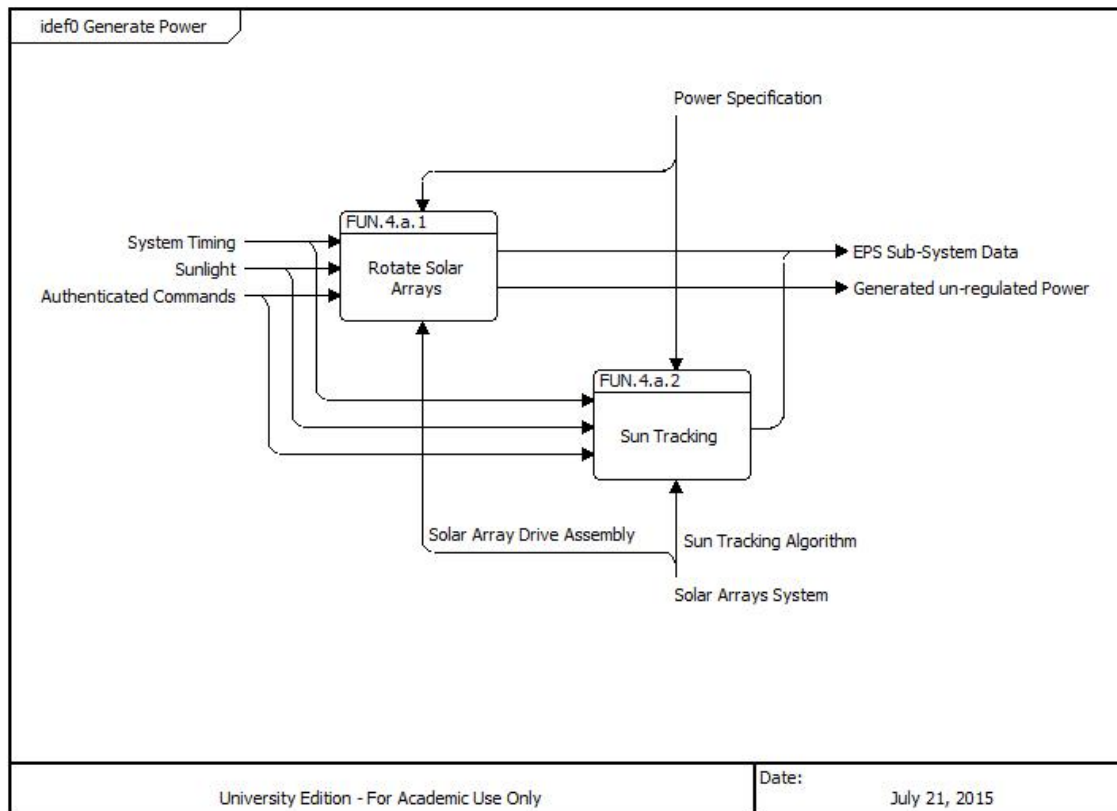 idef0 Generate Power
Power Specification
FUN.4.a.1
Rotate Solar
Arrays
System Timing
Sunlight
Authenticated Commands
EPS Sub-System Data
Generated un-regulated Power
FUN.4.a.2
Sun Tracking
Solar Array Drive Assembly
Sun Tracking Algorithm
Solar Arrays System
University Edition - For Academic Use Only
Date:
July 21, 2015